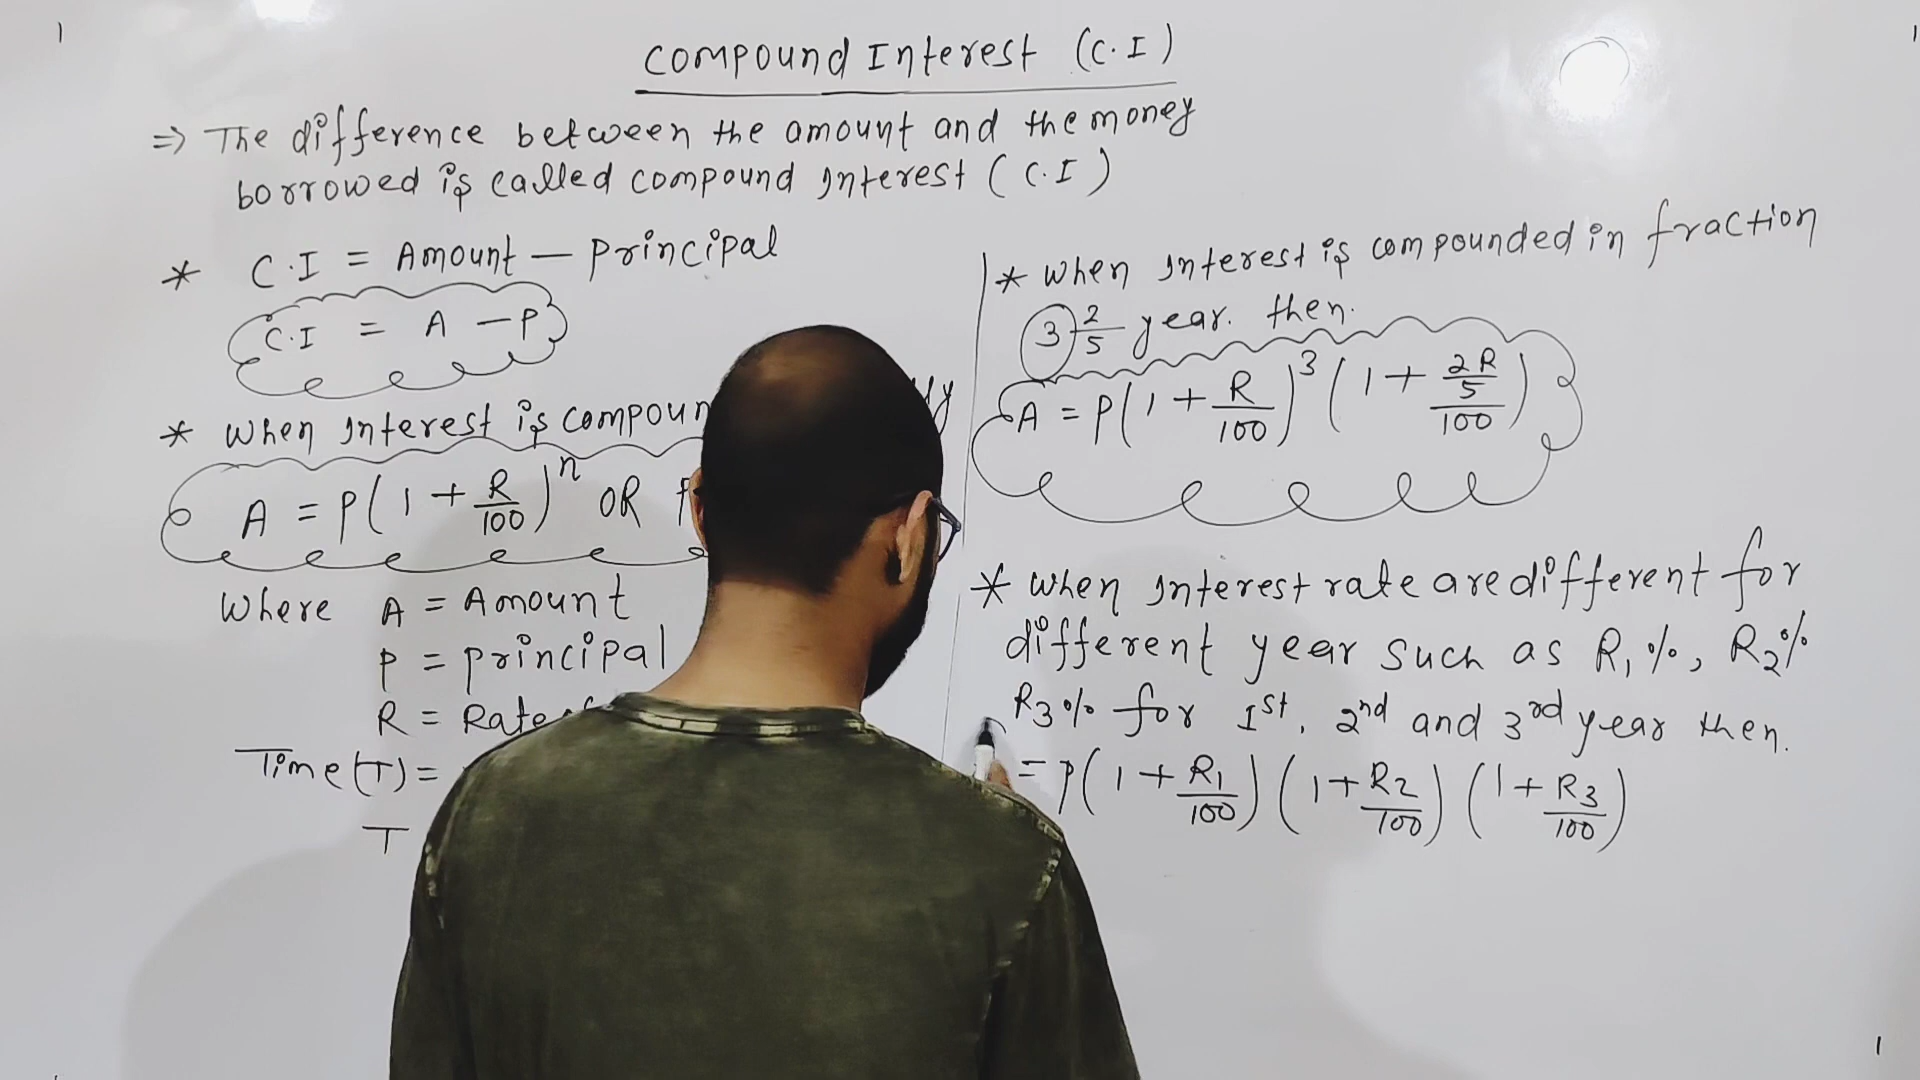 Compound Interest (C.I)
=> The difference between the amount and the money
borrowed is called compound Interest (C.I)
* C.I = Amount — principal
C.I = A — P
* When Interest is compoun
A = P(1 + R/100)^n OR P
Where A = Amount
P = principal
R = Rate
Time(T) =
T
* When Interest is compounded in fraction
3 2/5 year. then.
A = P(1 + R/100)^3 (1 + (2R/5)/100)
* When Interest rate are different for
different year such as R1%, R2%
R3% for 1st, 2nd and 3rd year then.
= P(1 + R1/100) (1 + R2/100) (1 + R3/100)